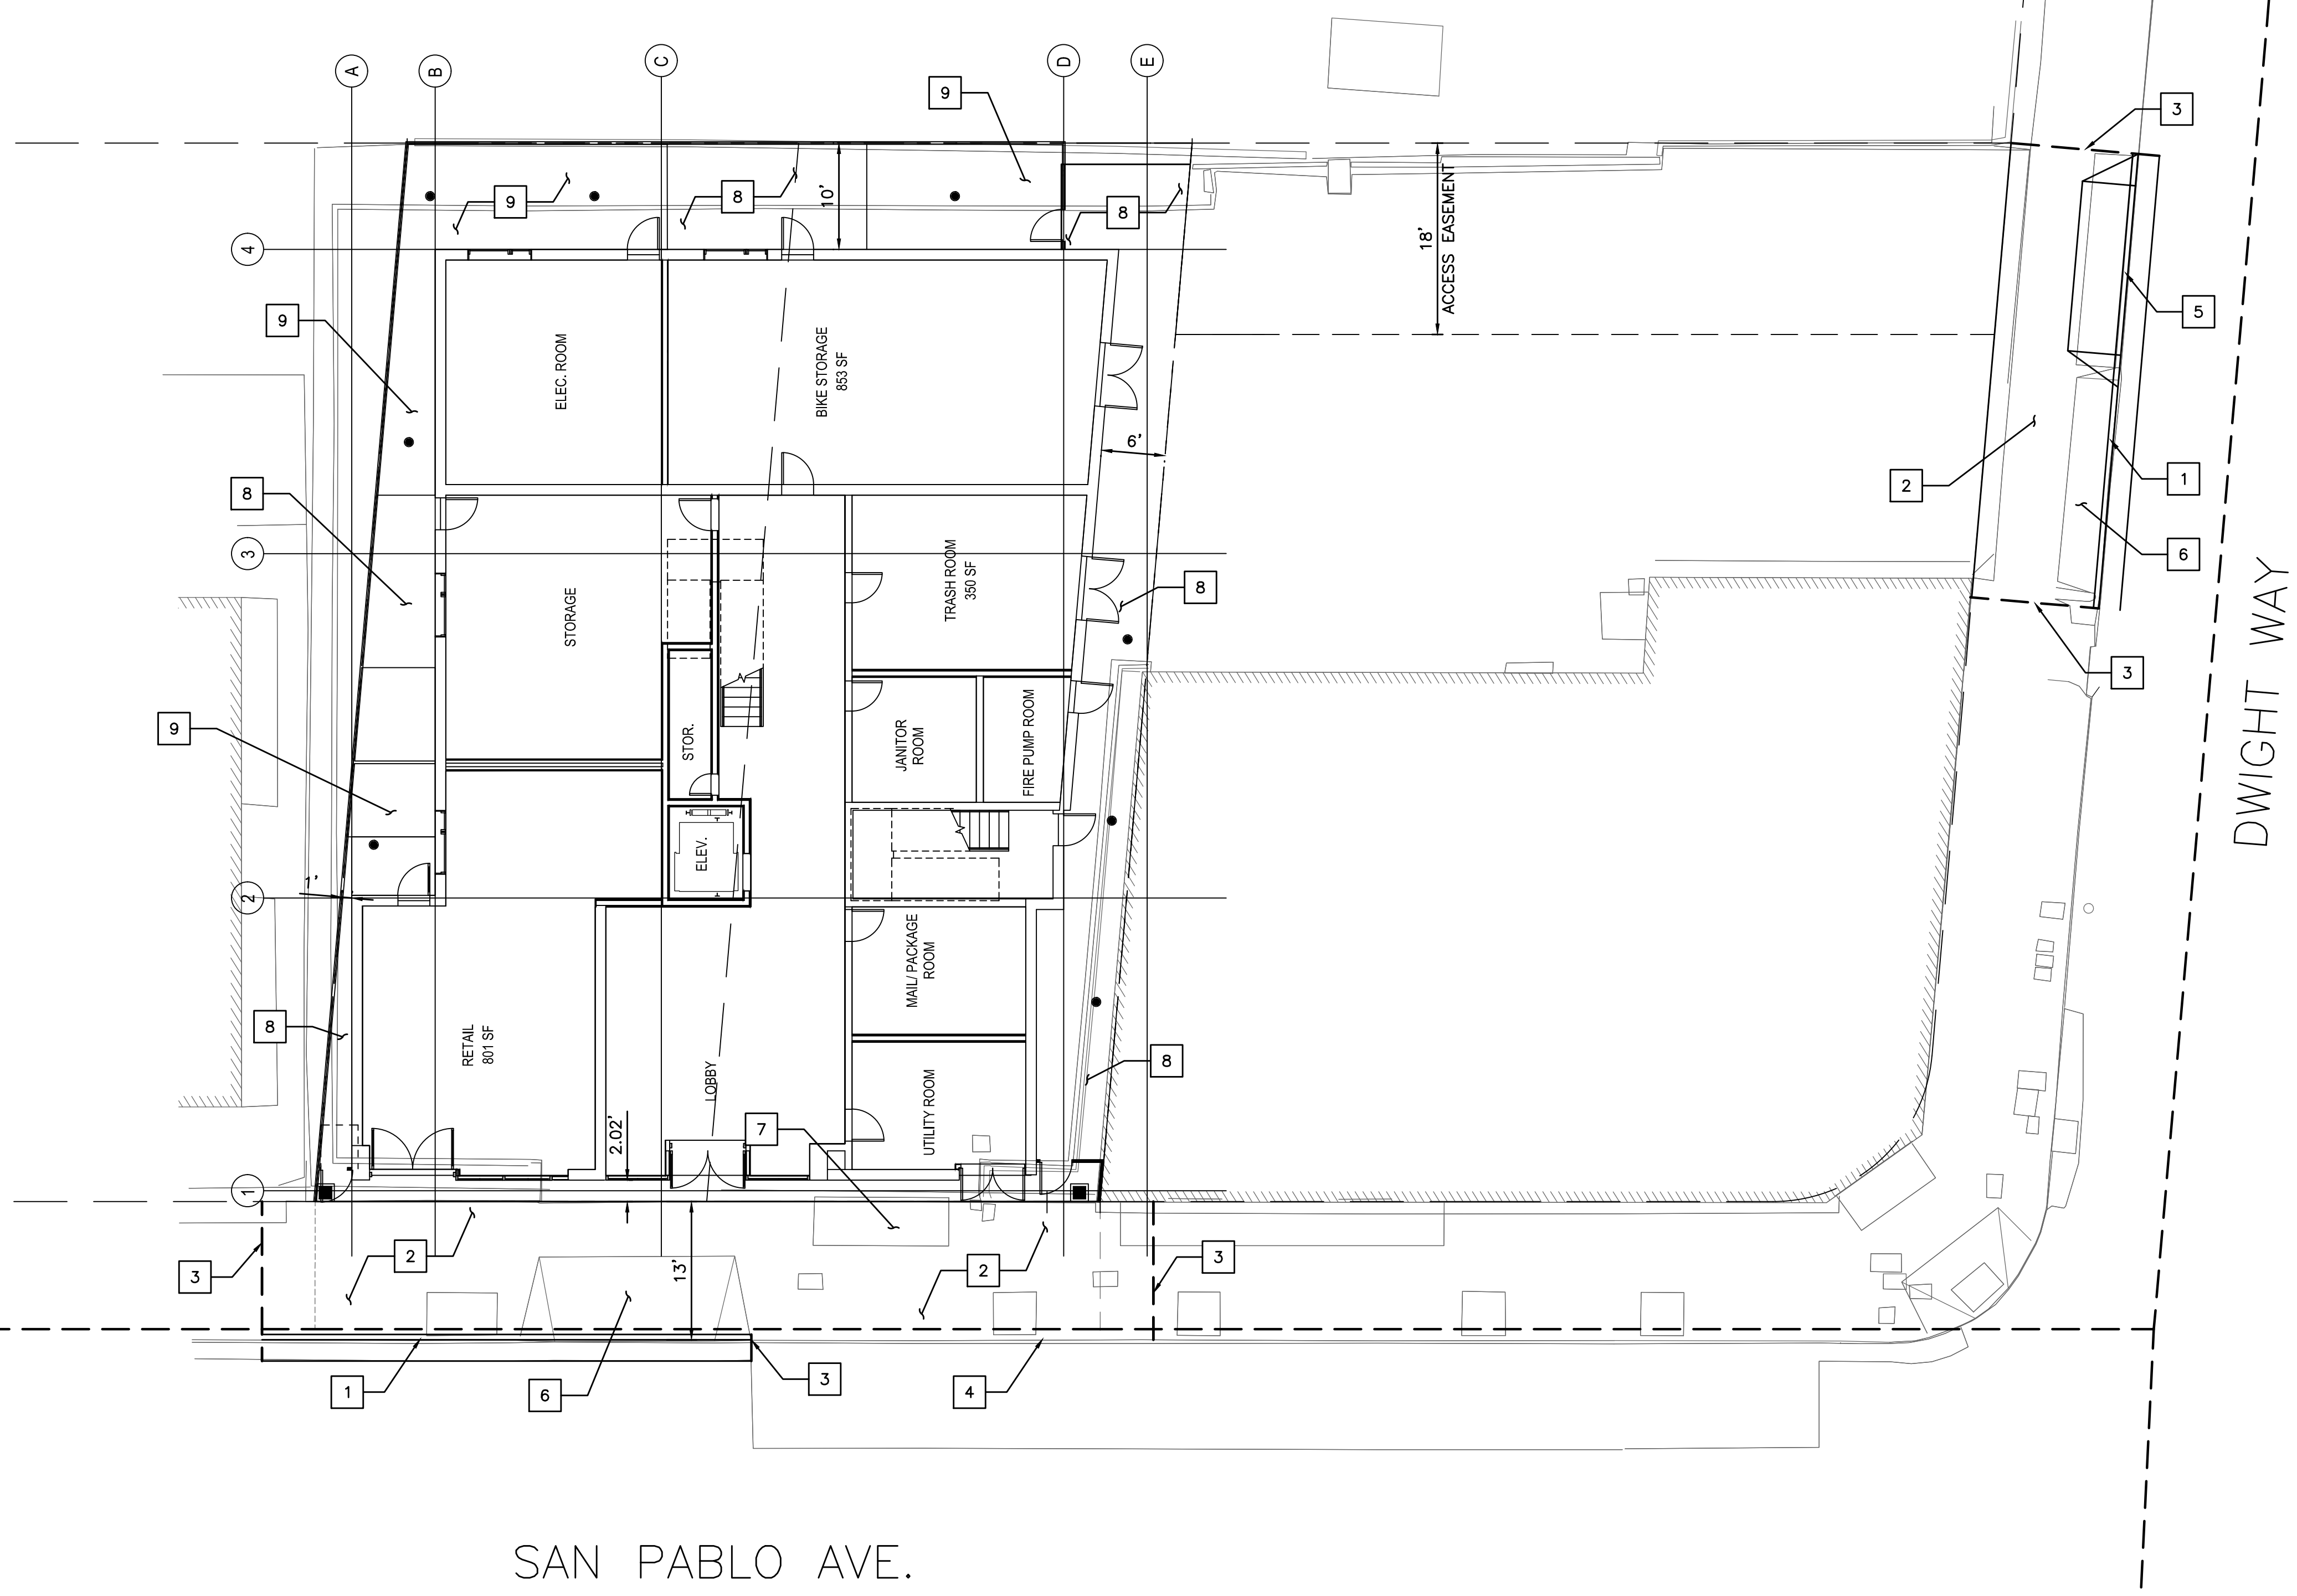 A
B
C
D
E
9
3
9
8
8
10'
18'
ACCESS EASEMENT
4
9
5
ELEC. ROOM
BIKE STORAGE
853 SF
6'
8
2
1
3
6
STORAGE
TRASH ROOM
350 SF
8
3
9
STOR.
JANITOR
ROOM
FIRE PUMP ROOM
DWIGHT WAY
ELEV.
1'
2
MAIL/ PACKAGE
ROOM
8
RETAIL
801 SF
LOBBY
8
UTILITY ROOM
2.02'
7
1
2
2
3
3
13'
1
6
3
4
SAN PABLO AVE.